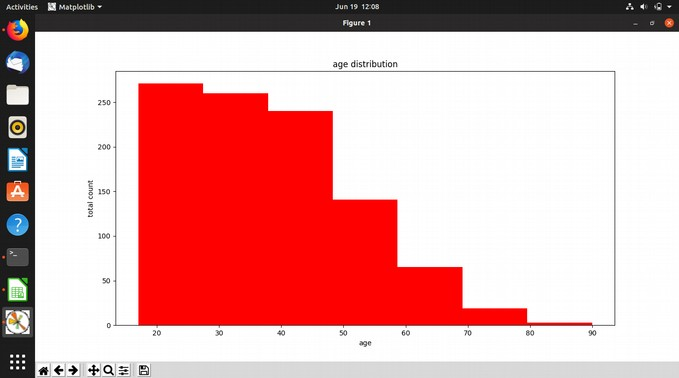 Activities Matplotlib Jun 19 12:08
Figure 1
age distribution
250
200
150
100
50
0
total count
20 30 40 50 60 70 80 90
age